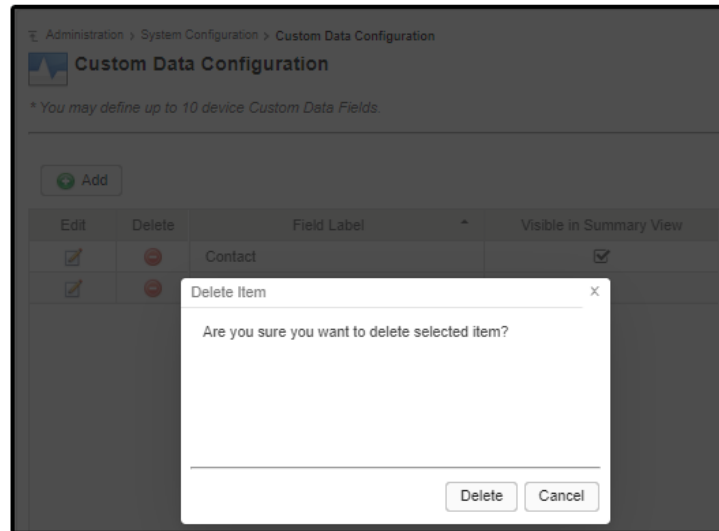 Administration > System Configuration > Custom Data Configuration
Custom Data Configuration
* You may define up to 10 device Custom Data Fields.
Add
Edit Delete Field Label Visible in Summary View
Contact
Delete Item X
Are you sure you want to delete selected item?
Delete Cancel